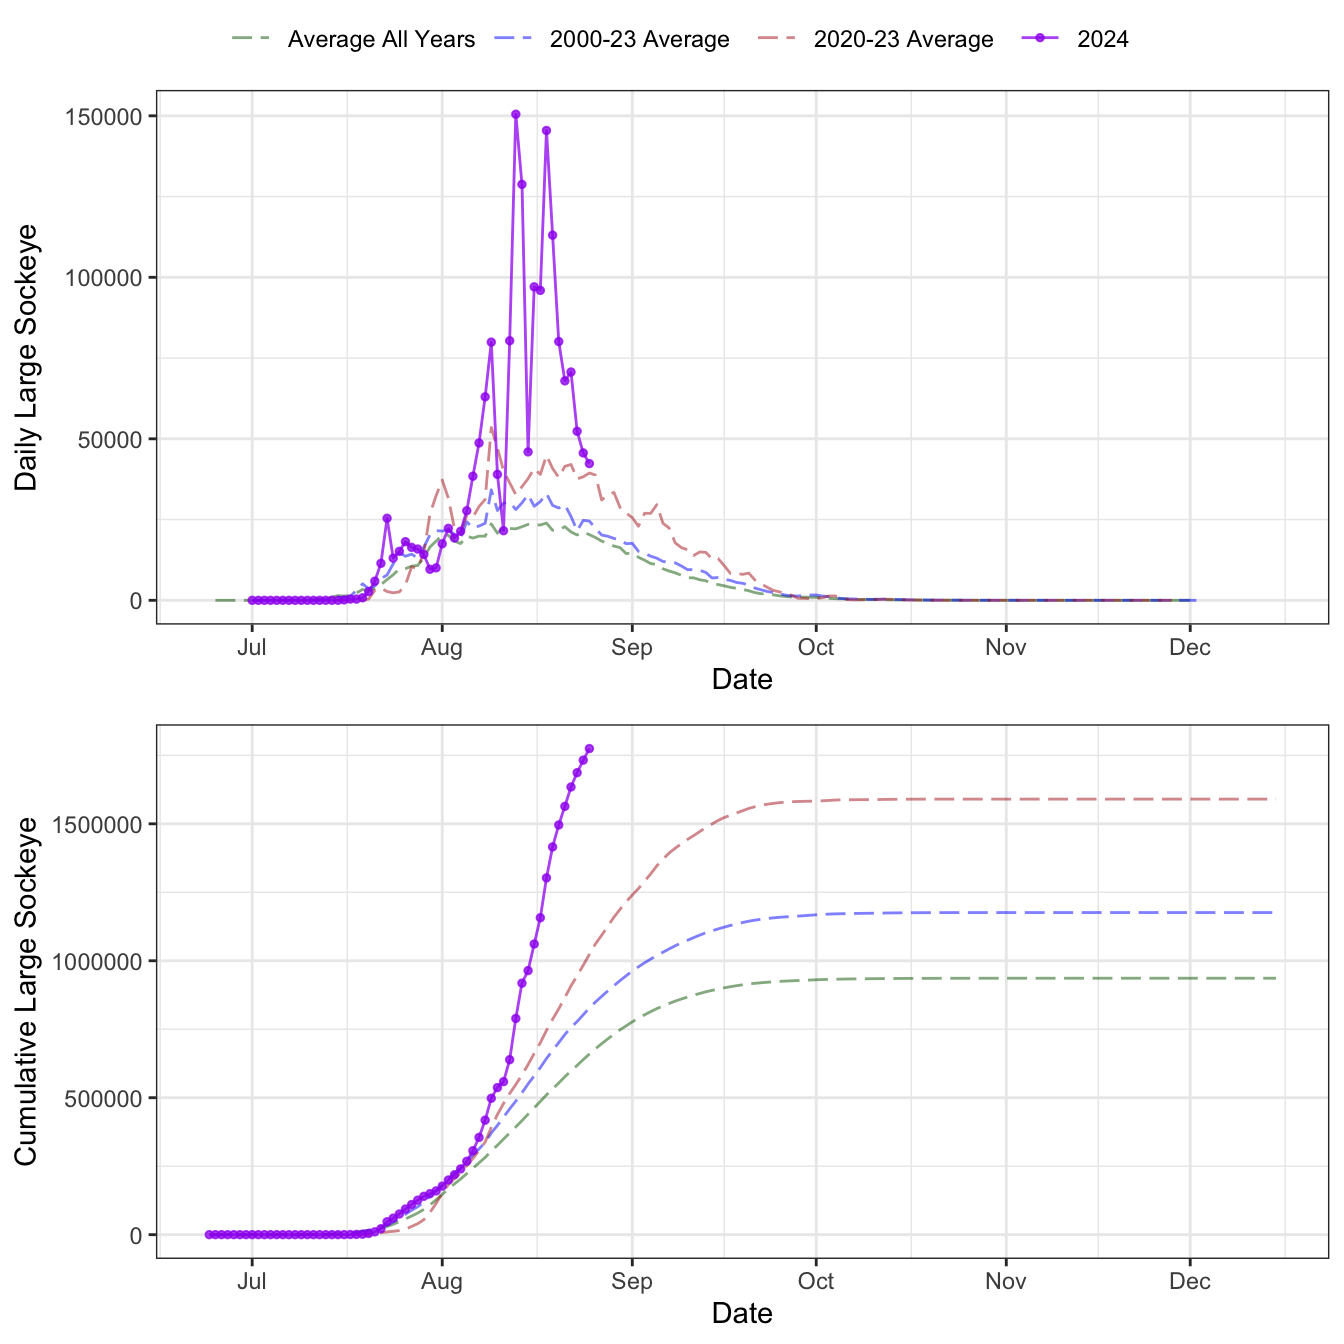 Average All Years 2000-23 Average 2020-23 Average 2024
Daily Large Sockeye
150000
100000
50000
0
Jul Aug Sep Oct Nov Dec
Date
Cumulative Large Sockeye
1500000
1000000
500000
0
Jul Aug Sep Oct Nov Dec
Date